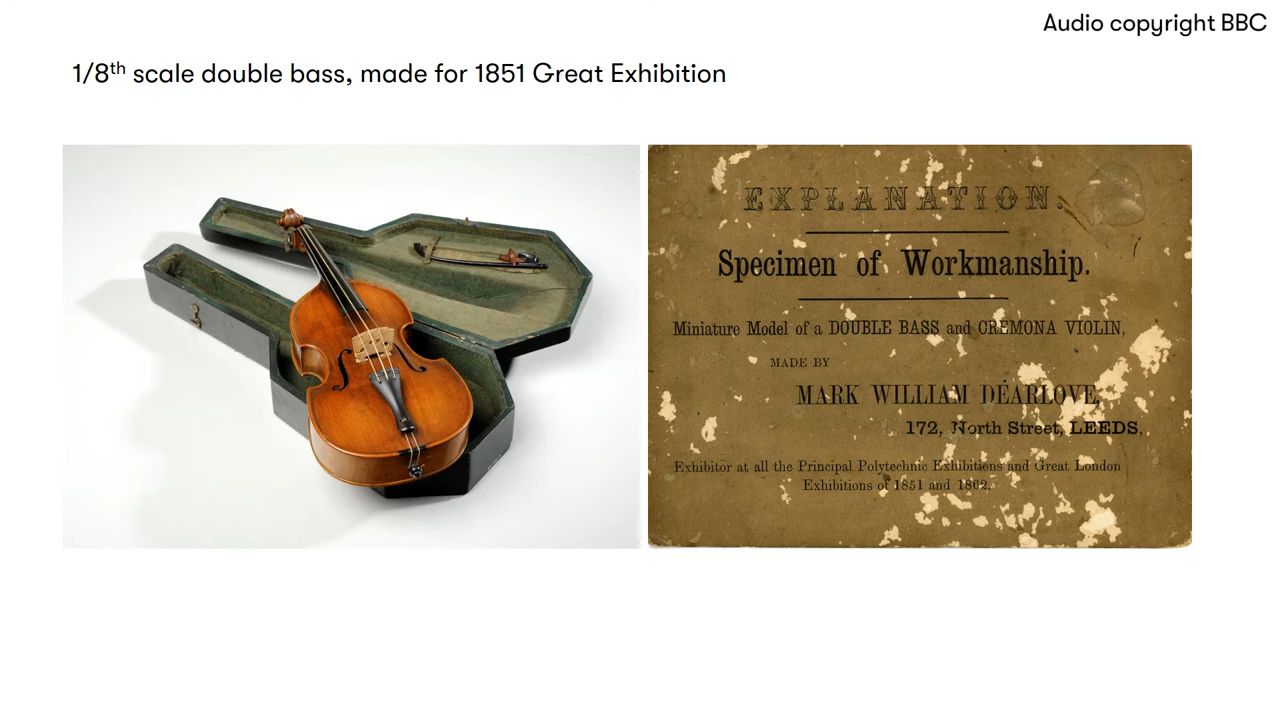 Audio copyright BBC
1/8th scale double bass, made for 1851 Great Exhibition
EXPLANATION.
Specimen of Workmanship.
Miniature Model of a DOUBLE BASS and CREMONA VIOLIN,
MADE BY
MARK WILLIAM DEARLOVE,
172, North Street, LEEDS,
Exhibitor at all the Principal Polytechnic Exhibitions and Great London
Exhibitions of 1851 and 1862.